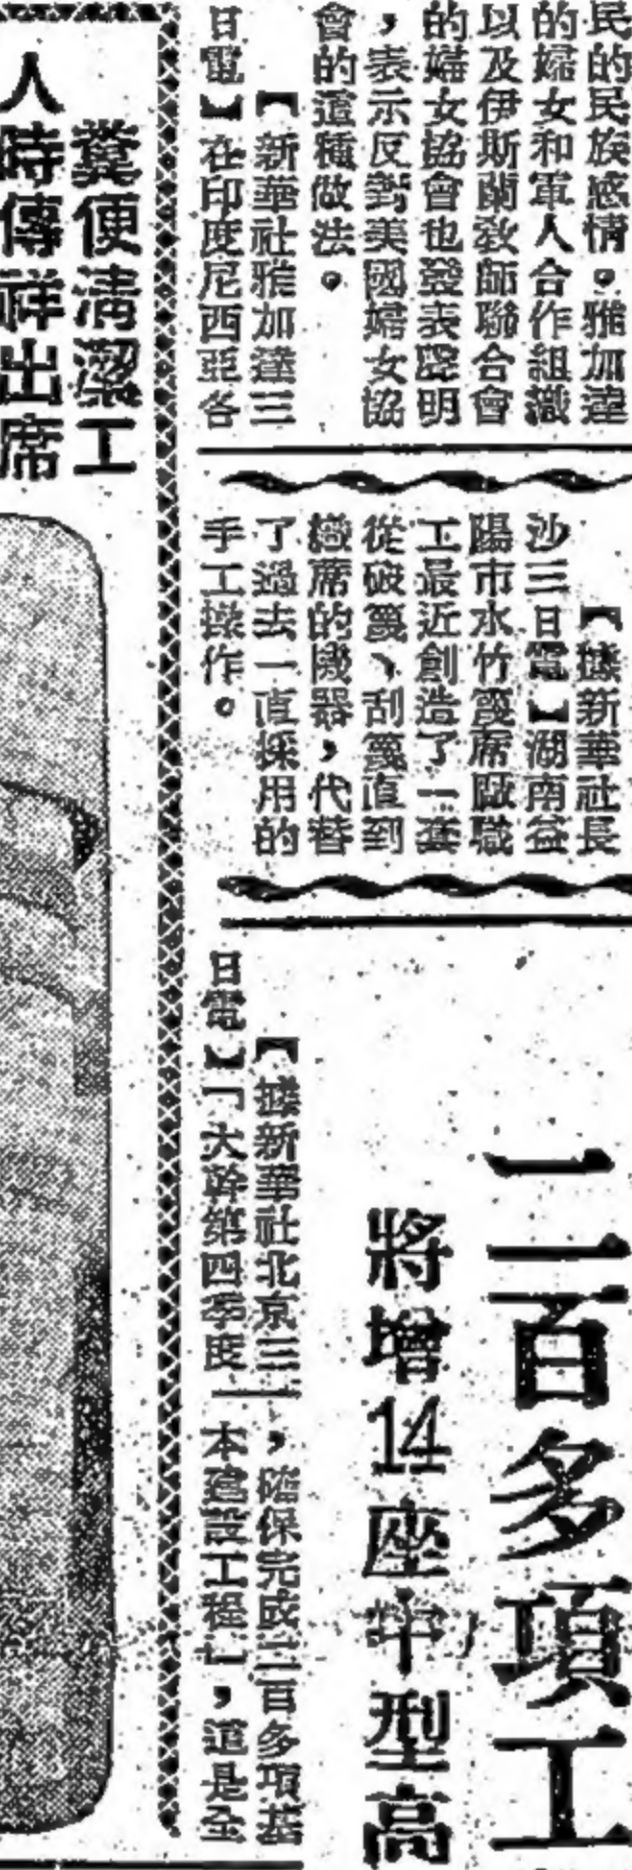 民的民族感情。雅加達
的婦女和軍人合作組織
以及伊斯蘭敎師聯合會
的婦女協會也發表聲明
，表示反對美國婦女協
會的這種做法。
【新華社雅加達三
日電】在印度尼西亞各
【據新華社長
沙三日電】湖南益
陽市水竹簍席廠職
工最近創造了一套
從破篾、刮篾直到
織席的機器，代替
了過去一直採用的
手工操作。
二百多項工
將增14座中型高
【據新華社北京三
日電】「大幹第四季度
，確保完成二百多項基
本建設工程」，這是全
糞便清潔工
人時傳祥出席